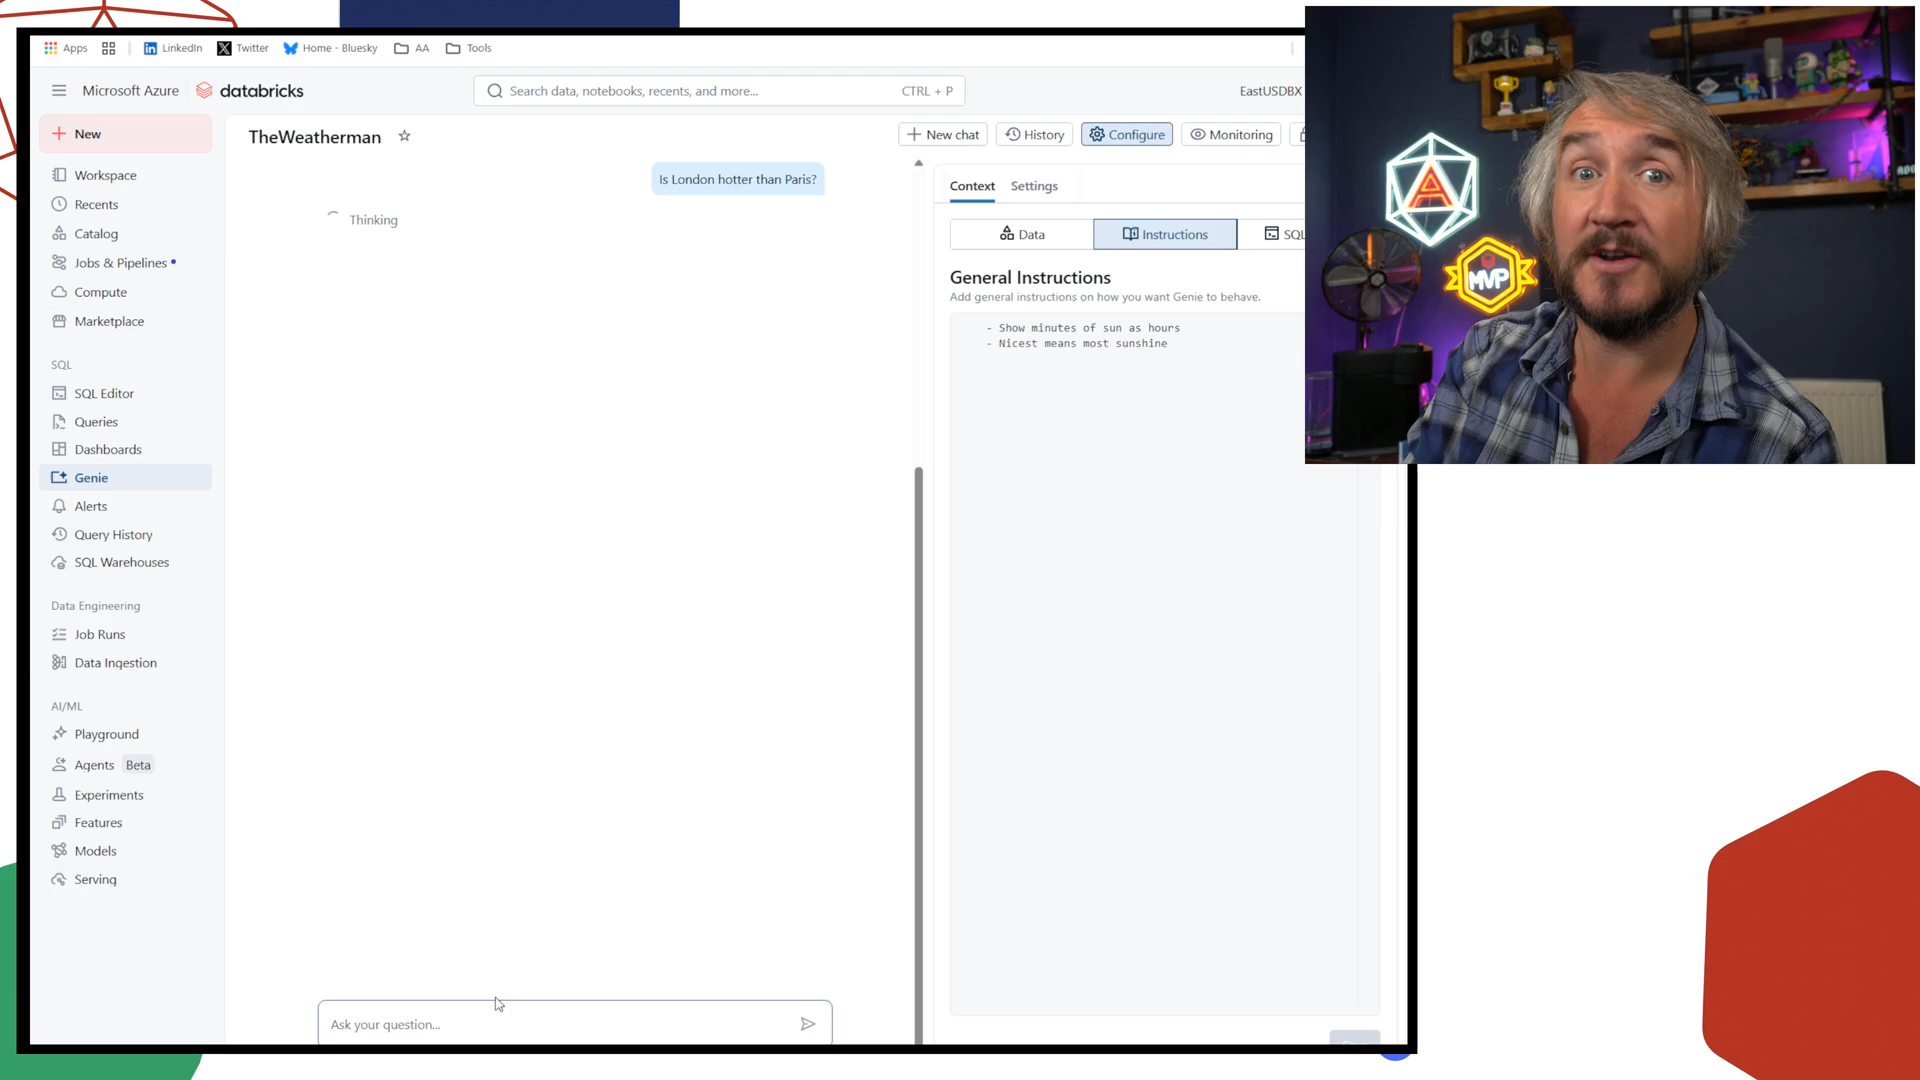 Apps
LinkedIn
Twitter
Home - Bluesky
AA
Tools
Microsoft Azure
databricks
Search data, notebooks, recents, and more...
CTRL + P
EastUSDBX
New
TheWeatherman
New chat
History
Configure
Monitoring
Workspace
Recents
Catalog
Jobs & Pipelines
Compute
Marketplace
SQL
SQL Editor
Queries
Dashboards
Genie
Alerts
Query History
SQL Warehouses
Data Engineering
Job Runs
Data Ingestion
AI/ML
Playground
Agents Beta
Experiments
Features
Models
Serving
Is London hotter than Paris?
Thinking
Ask your question...
Context
Settings
Data
Instructions
SQL
General Instructions
Add general instructions on how you want Genie to behave.
- Show minutes of sun as hours
- Nicest means most sunshine
A
MVP